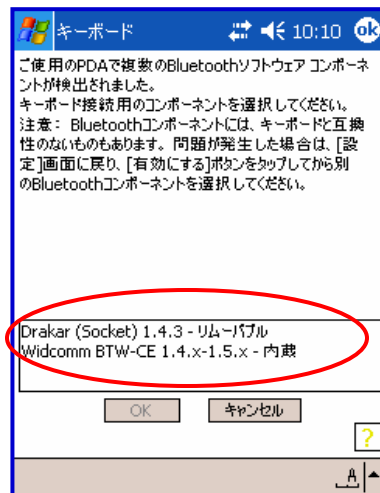 キーボード 10:10 ok
ご使用のPDAで複数のBluetoothソフトウェア コンポーネ
ントが検出されました。
キーボード接続用のコンポーネントを選択してください。
注意： Bluetoothコンポーネントには、キーボードと互換
性のないものもあります。 問題が発生した場合は、[設
定]画面に戻り、[有効にする]ボタンをタップしてから別
のBluetoothコンポーネントを選択してください。
Drakar (Socket) 1.4.3 - リムーバブル
Widcomm BTW-CE 1.4.x-1.5.x - 内蔵
OK キャンセル
?
A